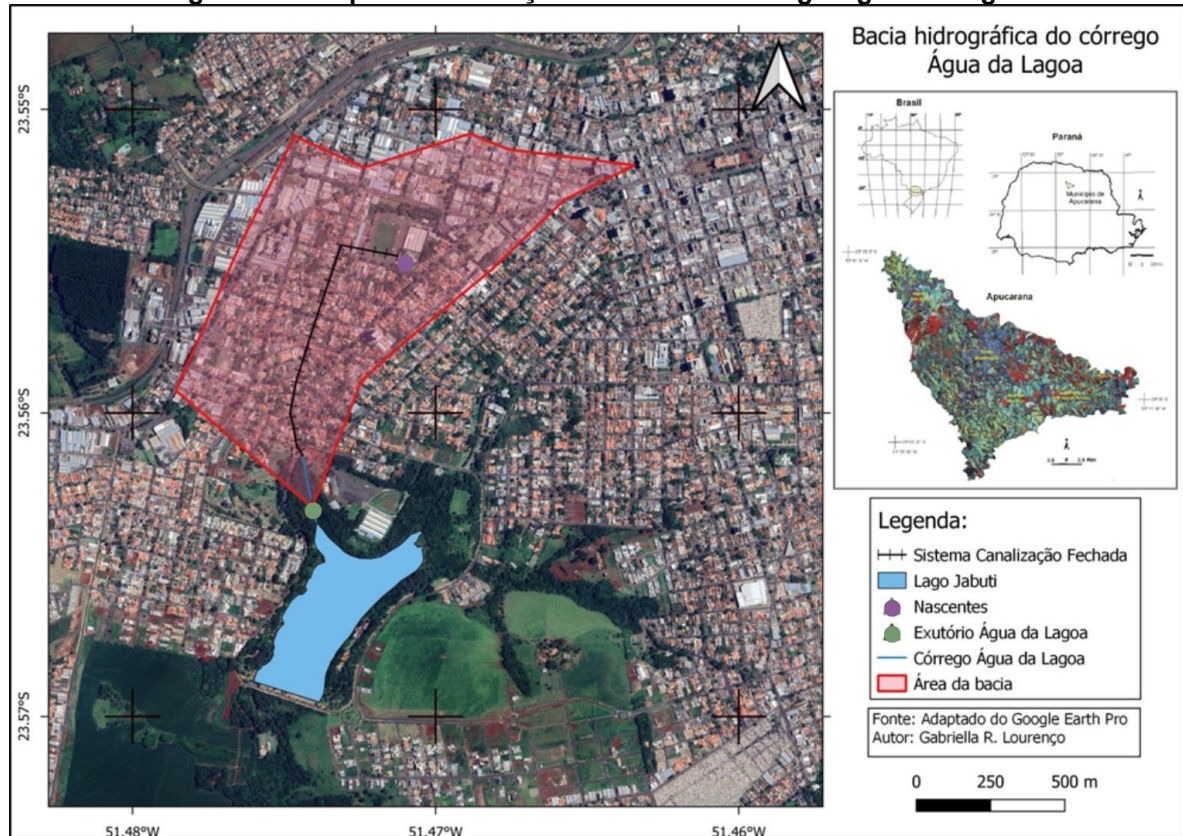 Bacia hidrográfica do córrego
Água da Lagoa
Brasil
Paraná
Município de
Apucarana
Apucarana
23.55°S
23.56°S
23.57°S
51.48°W
51.47°W
51.46°W
Legenda:
Sistema Canalização Fechada
Lago Jabuti
Nascentes
Exutório Água da Lagoa
Córrego Água da Lagoa
Área da bacia
Fonte: Adaptado do Google Earth Pro
Autor: Gabriella R. Lourenço
0 250 500 m